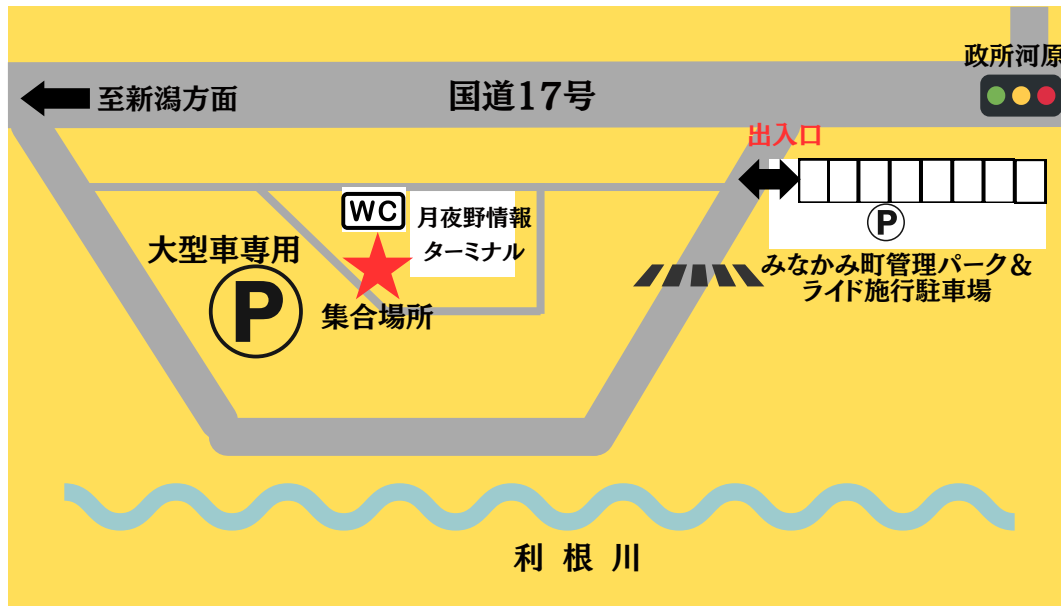 政所河原
至新潟方面
国道17号
出入口
WC
月夜野情報
ターミナル
大型車専用
P
集合場所
P
みなかみ町管理パーク＆
ライド施行駐車場
利根川